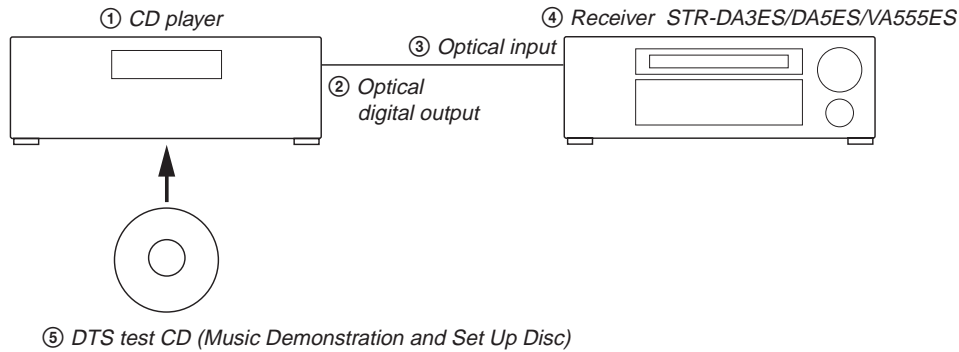 ① CD player
④ Receiver STR-DA3ES/DA5ES/VA555ES
③ Optical input
② Optical
digital output
⑤ DTS test CD (Music Demonstration and Set Up Disc)